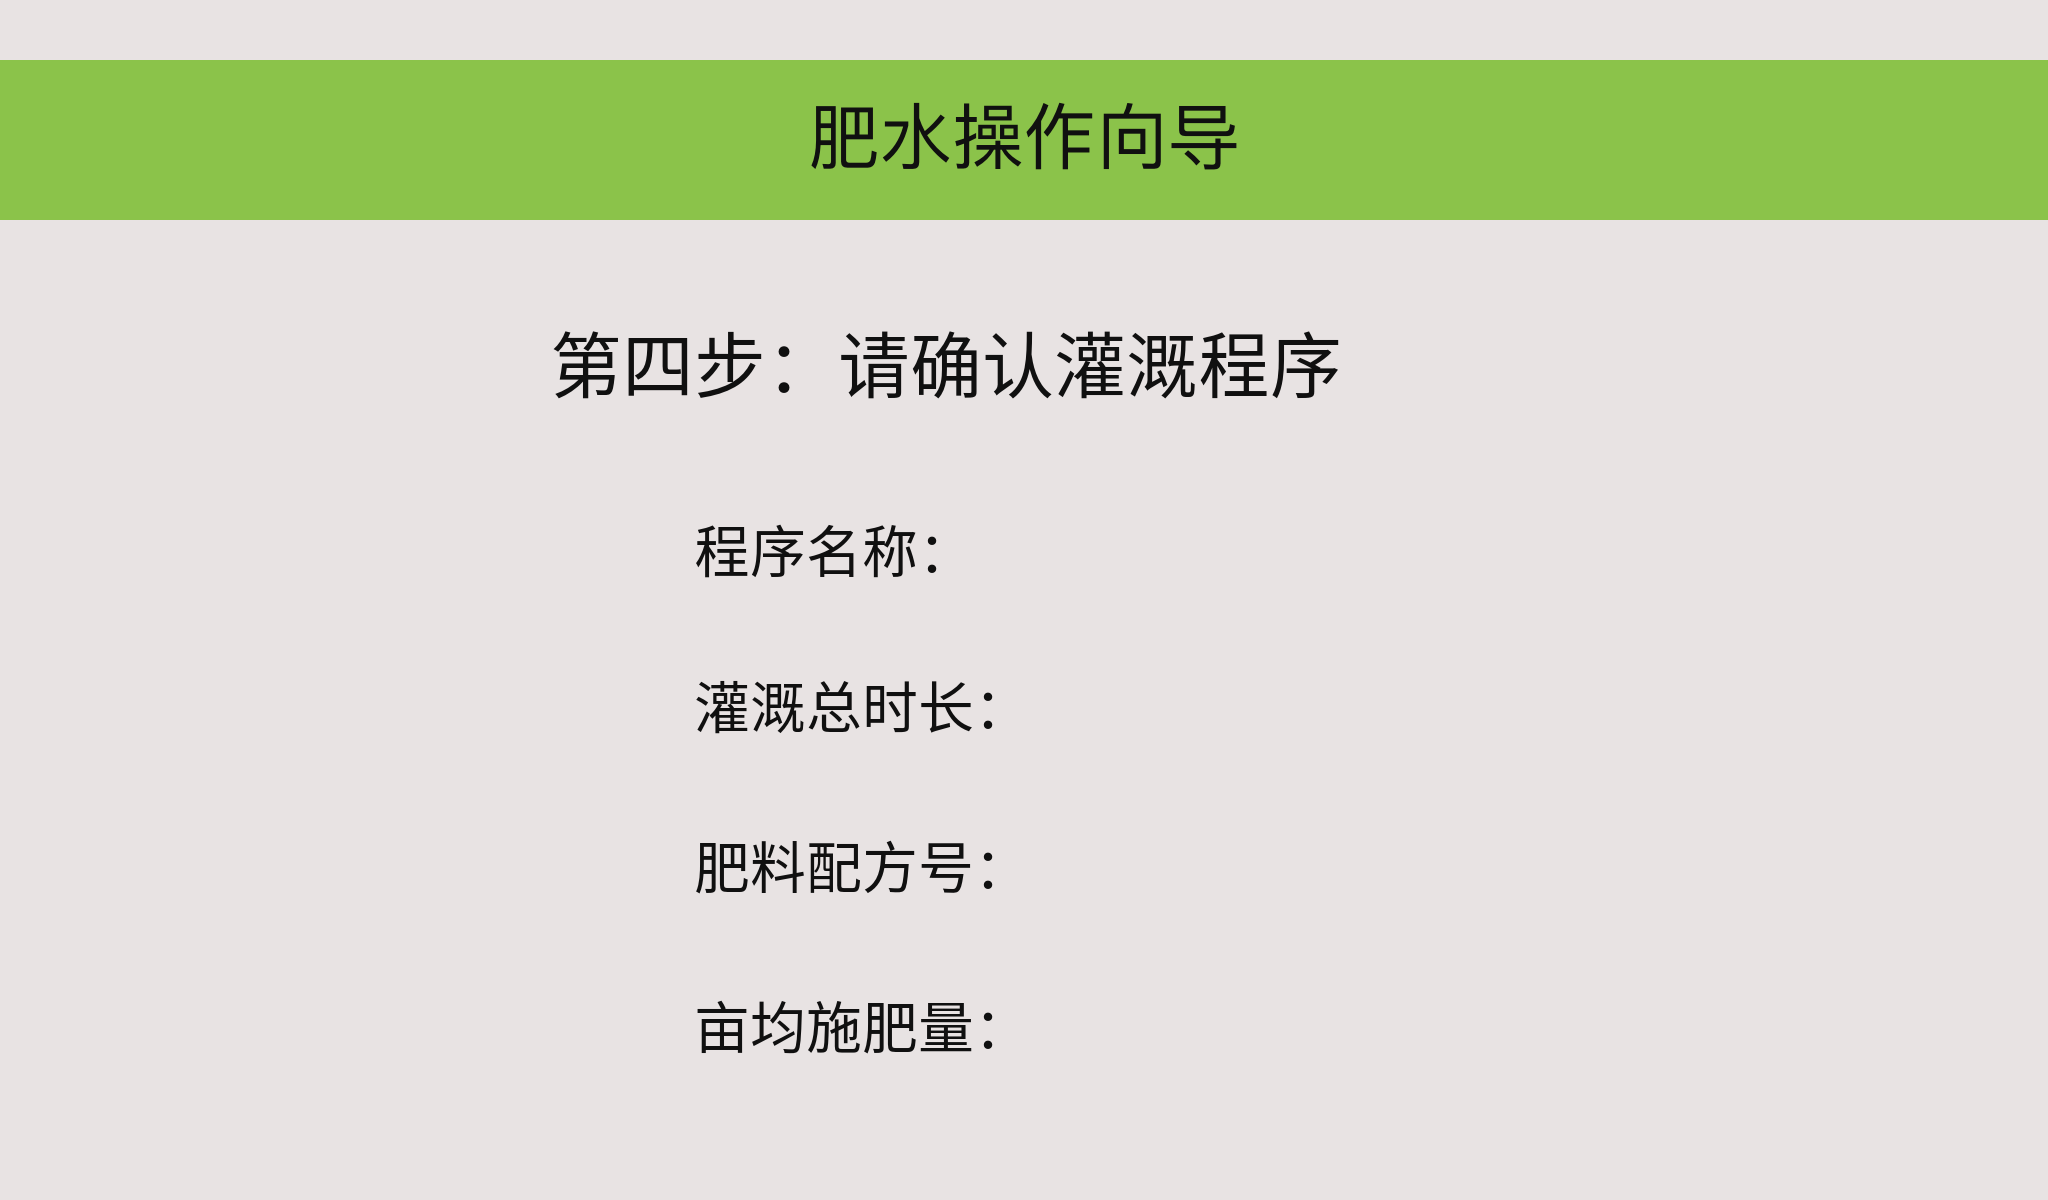 肥水操作向导
第四步：请确认灌溉程序
程序名称：
灌溉总时长：
肥料配方号：
亩均施肥量：